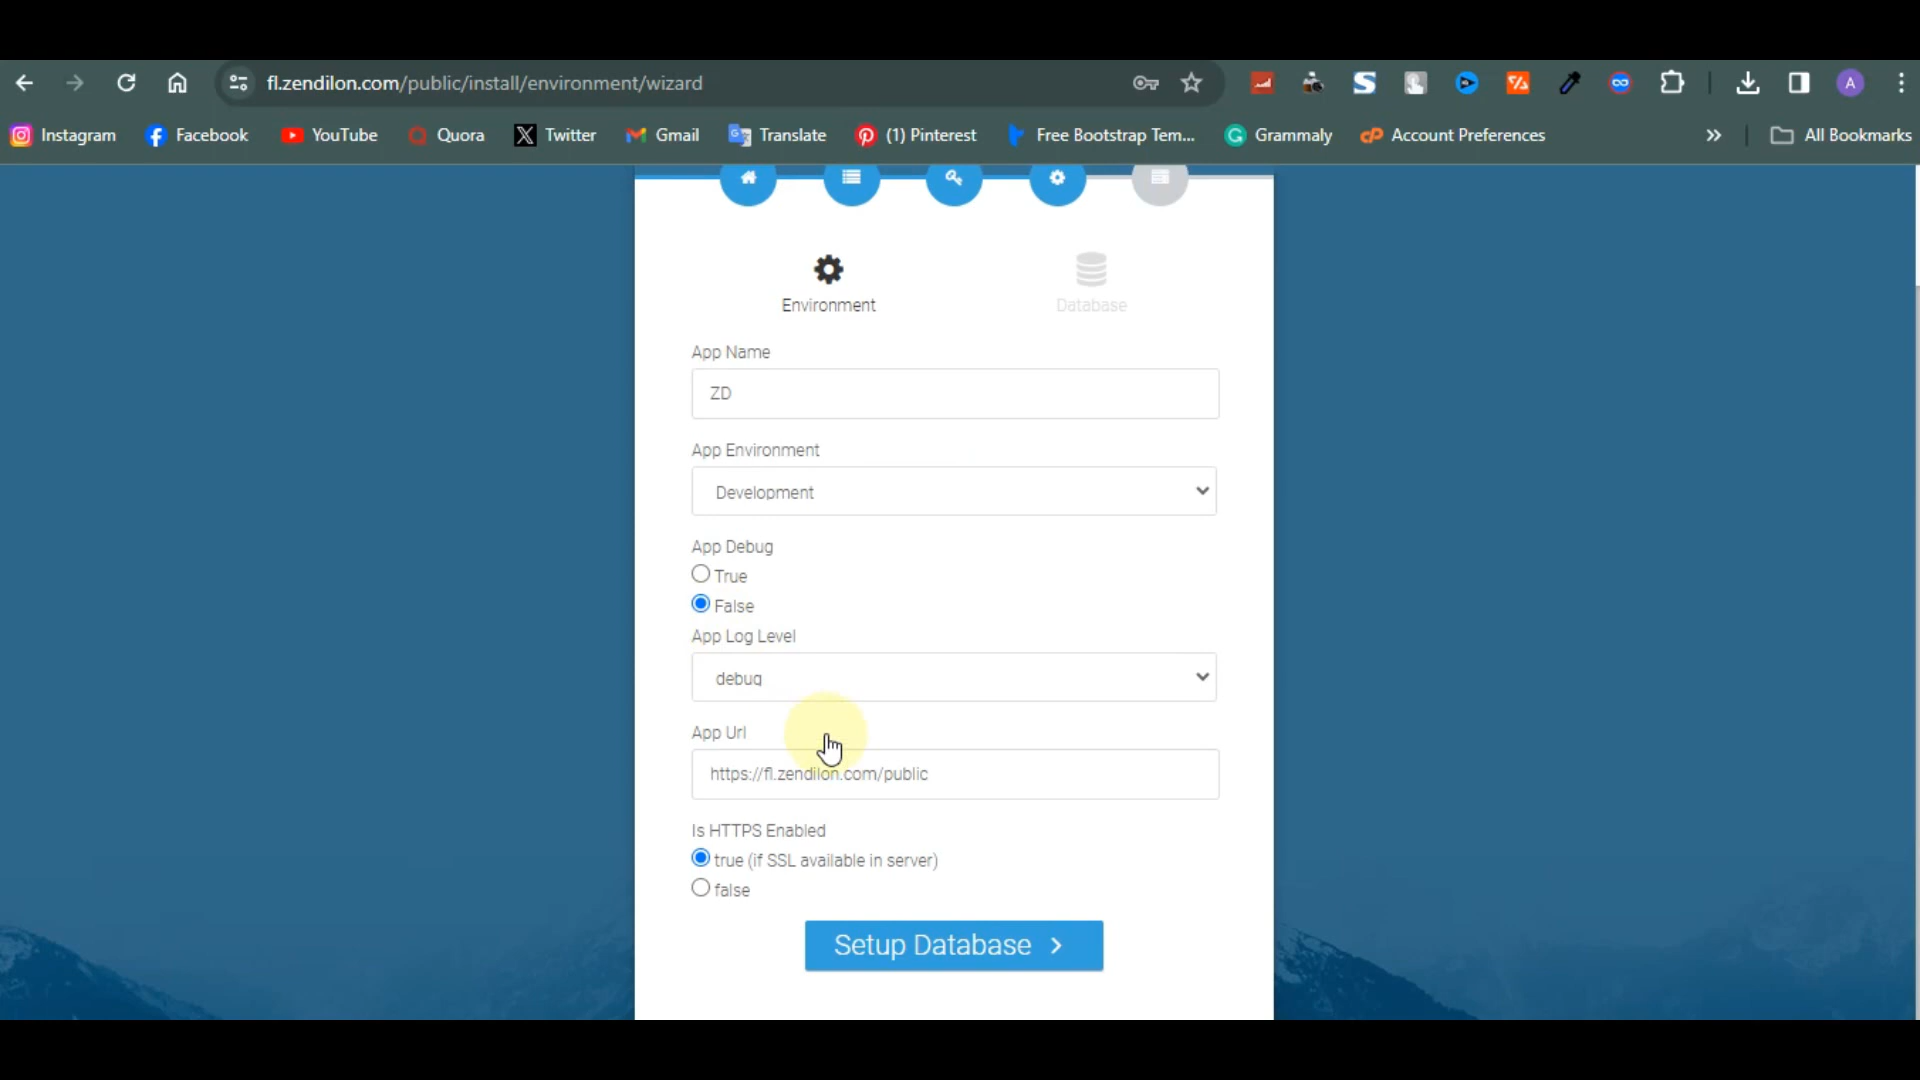 fl.zendilon.com/public/install/environment/wizard
A
Instagram Facebook YouTube Quora Twitter Gmail Translate (1) Pinterest Free Bootstrap Tem... Grammaly Account Preferences » All Bookmarks
Environment Database
App Name
ZD
App Environment
Development
App Debug
True
False
App Log Level
debug
App Url
https://fl.zendilon.com/public
Is HTTPS Enabled
true (if SSL available in server)
false
Setup Database